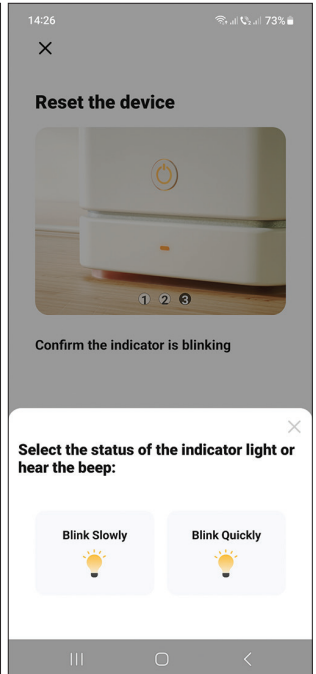 14:26
73%
Reset the device
1 2 3
Confirm the indicator is blinking
Select the status of the indicator light or
hear the beep:
Blink Slowly
Blink Quickly